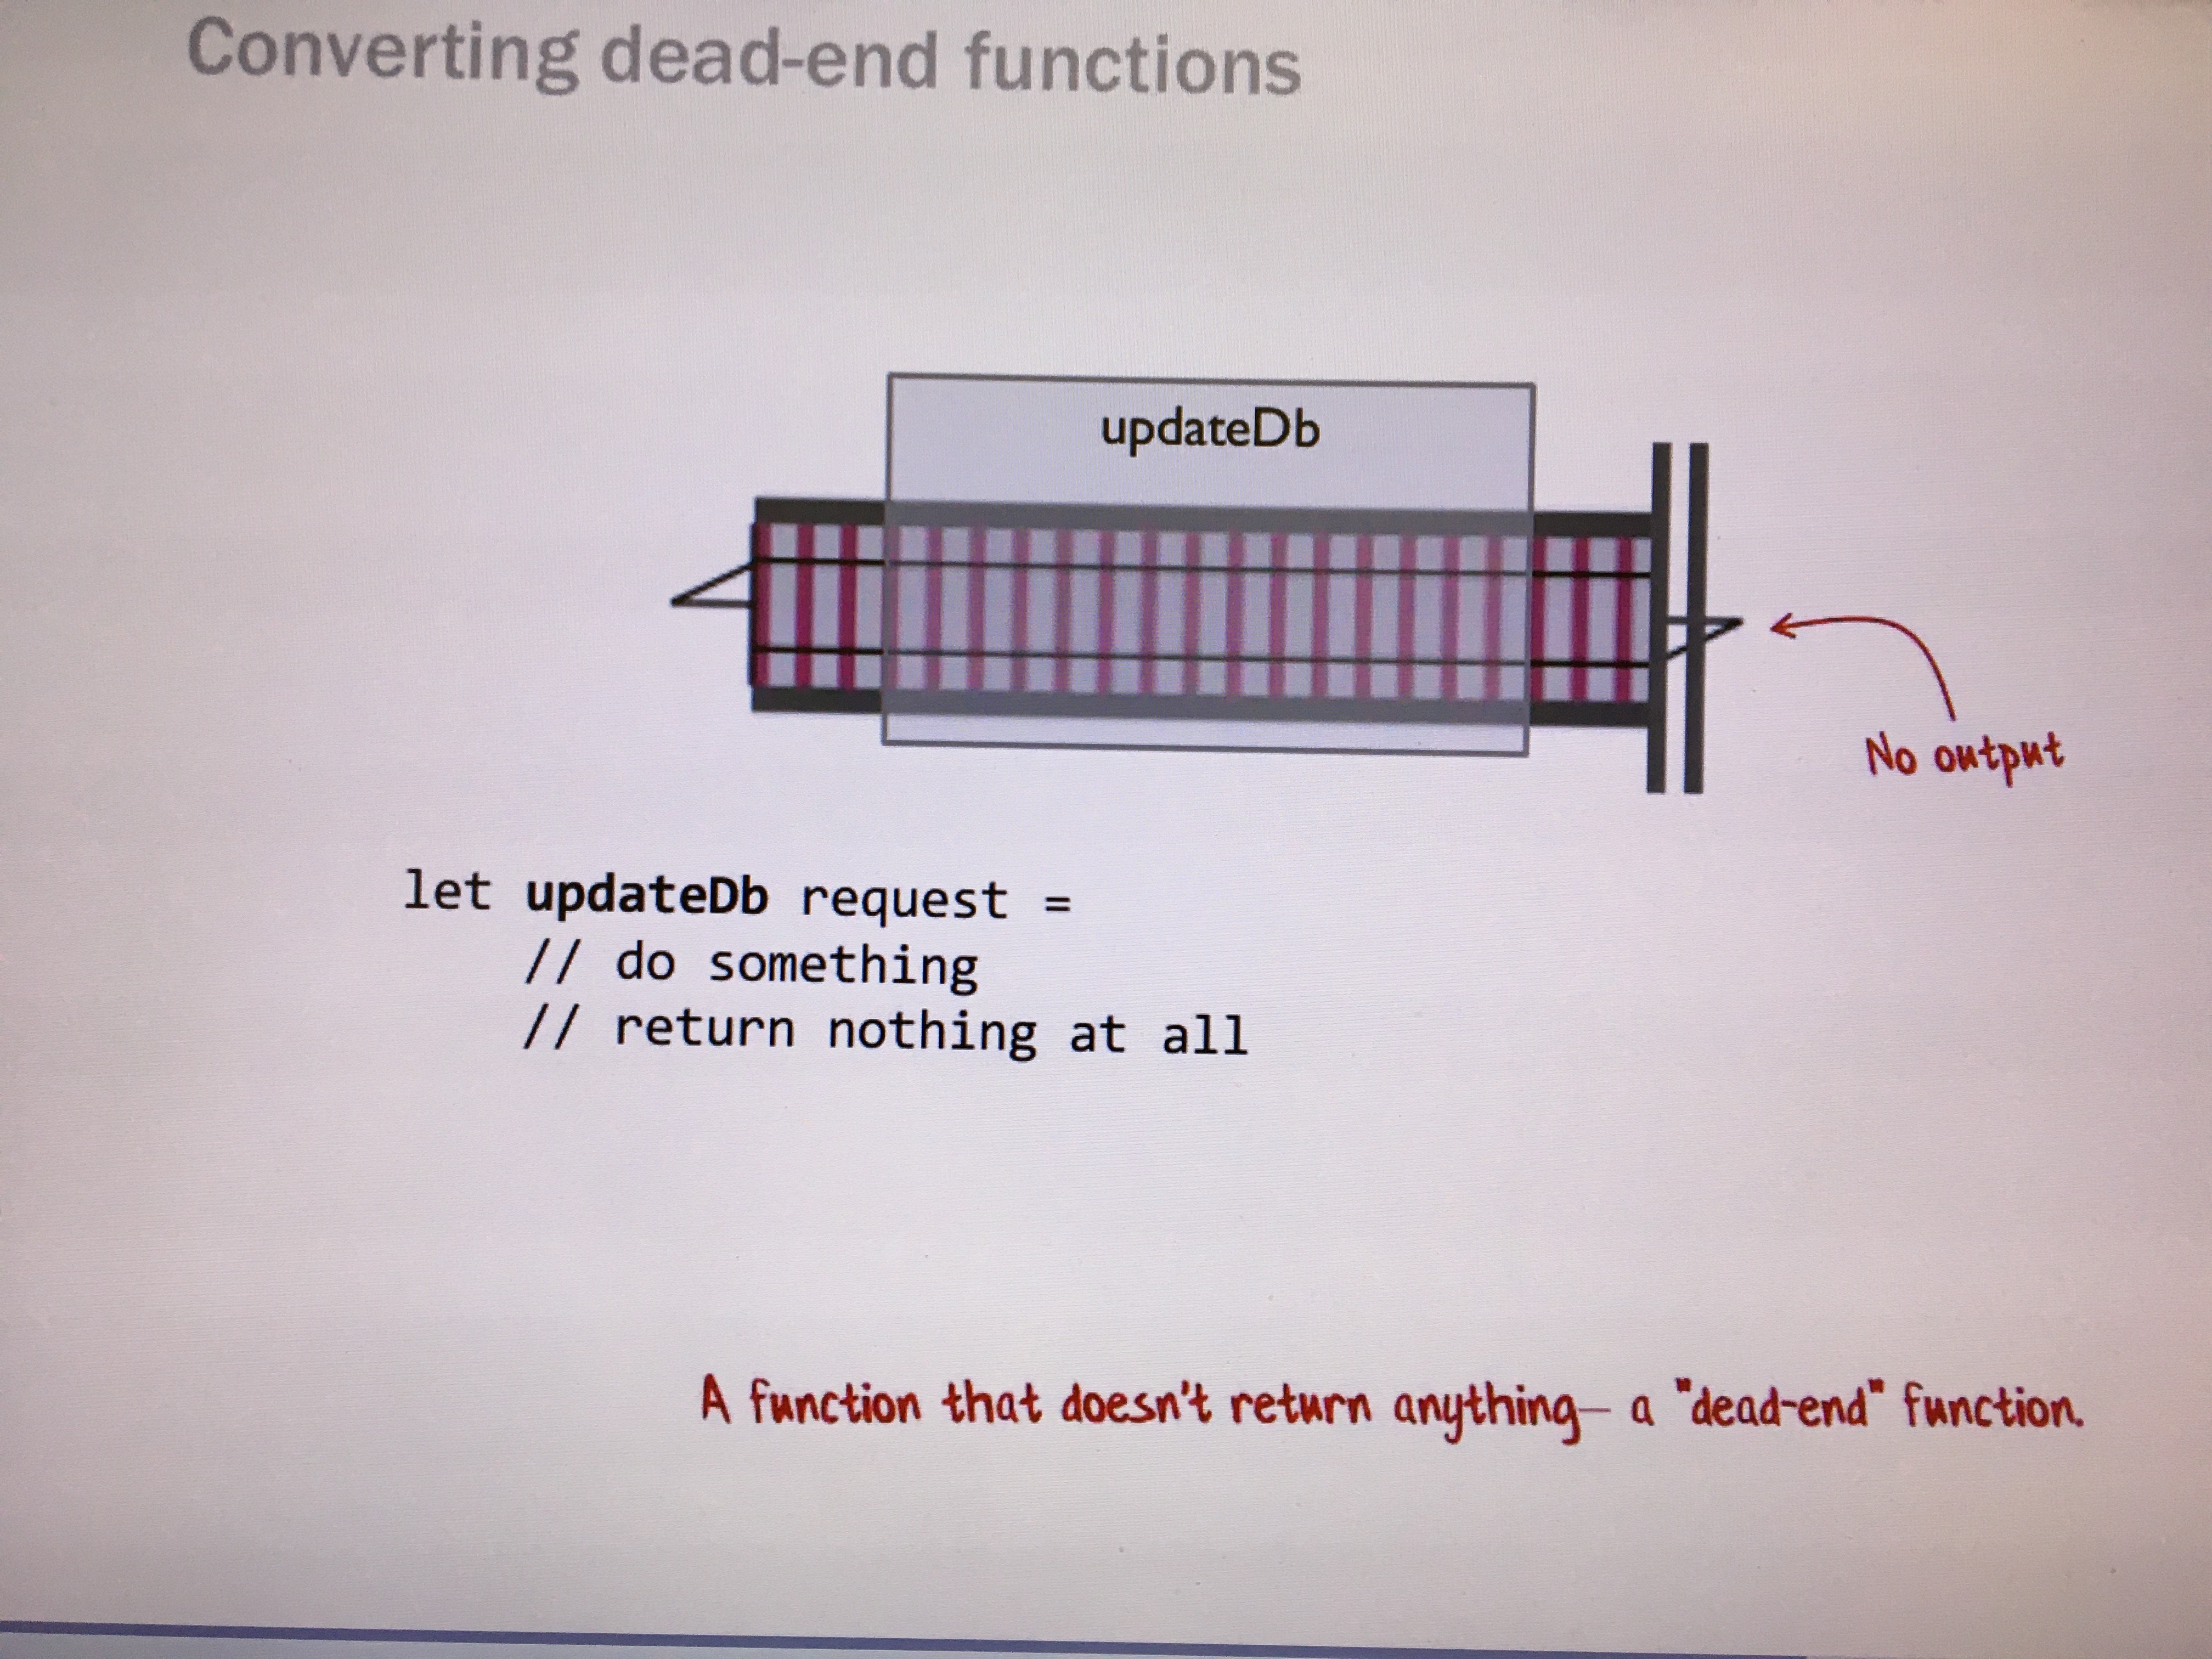 Converting dead-end functions
updateDb
No output
let updateDb request =
    // do something
    // return nothing at all
A function that doesn't return anything– a "dead-end" function.